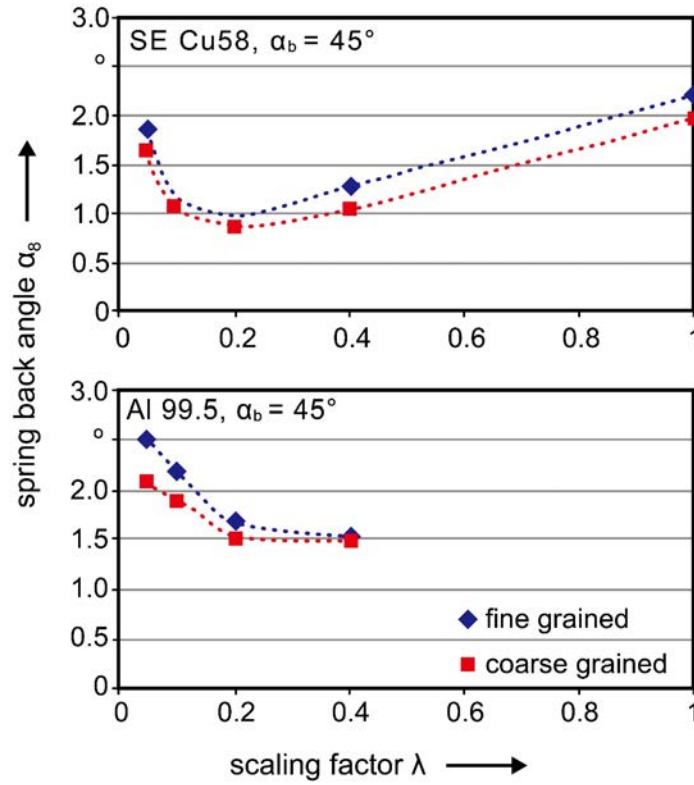 3.0
SE Cu58, αb = 45°
°
2.0
1.5
1.0
0.5
0
0 0.2 0.4 0.6 0.8 1
spring back angle α8
3.0
Al 99.5, αb = 45°
°
2.0
1.5
1.0
0.5
0
fine grained
coarse grained
0 0.2 0.4 0.6 0.8 1
scaling factor λ